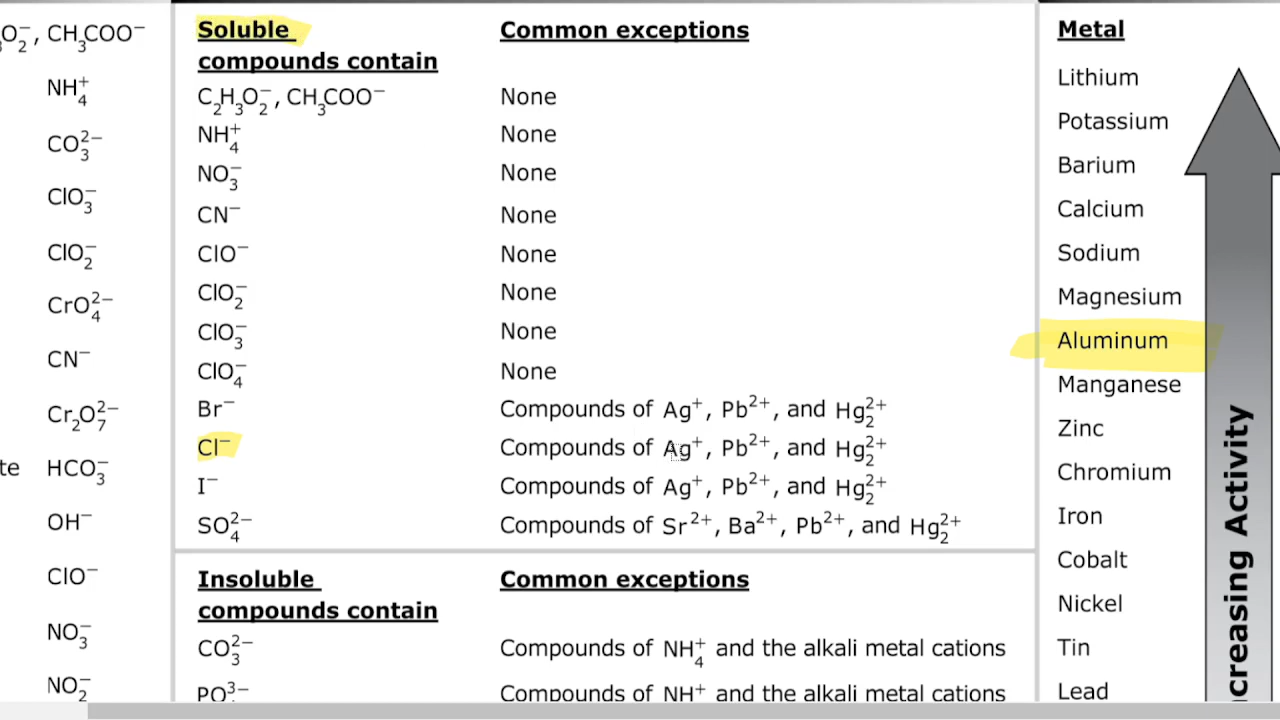 O₂⁻, CH₃COO⁻
NH₄⁺
CO₃²⁻
ClO₃⁻
ClO₂⁻
CrO₄²⁻
CN⁻
Cr₂O₇²⁻
te HCO₃⁻
OH⁻
ClO⁻
NO₃⁻
NO₂⁻
Soluble
compounds contain
Common exceptions
C₂H₃O₂⁻, CH₃COO⁻ None
NH₄⁺ None
NO₃⁻ None
CN⁻ None
ClO⁻ None
ClO₂⁻ None
ClO₃⁻ None
ClO₄⁻ None
Br⁻ Compounds of Ag⁺, Pb²⁺, and Hg₂²⁺
Cl⁻ Compounds of Ag⁺, Pb²⁺, and Hg₂²⁺
I⁻ Compounds of Ag⁺, Pb²⁺, and Hg₂²⁺
SO₄²⁻ Compounds of Sr²⁺, Ba²⁺, Pb²⁺, and Hg₂²⁺
Insoluble
compounds contain
Common exceptions
CO₃²⁻ Compounds of NH₄⁺ and the alkali metal cations
PO³⁻ Compounds of NH⁺ and the alkali metal cations
Metal
Lithium
Potassium
Barium
Calcium
Sodium
Magnesium
Aluminum
Manganese
Zinc
Chromium
Iron
Cobalt
Nickel
Tin
Lead
creasing Activity